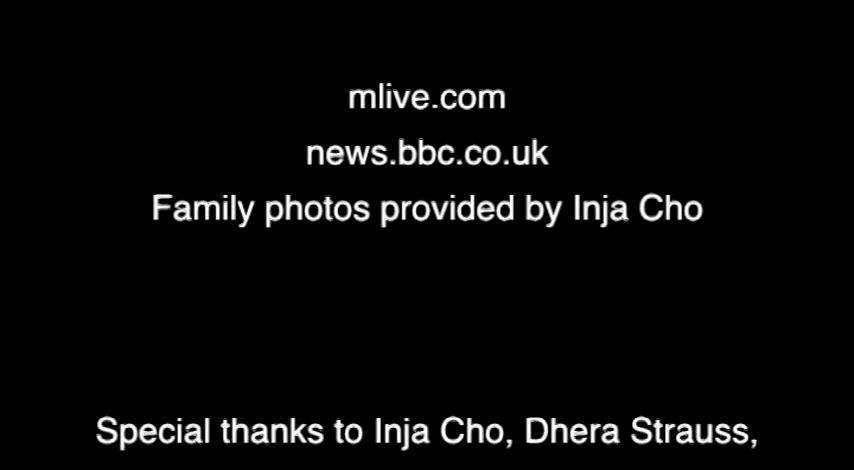 mlive.com
news.bbc.co.uk
Family photos provided by Inja Cho
Special thanks to Inja Cho, Dhera Strauss,